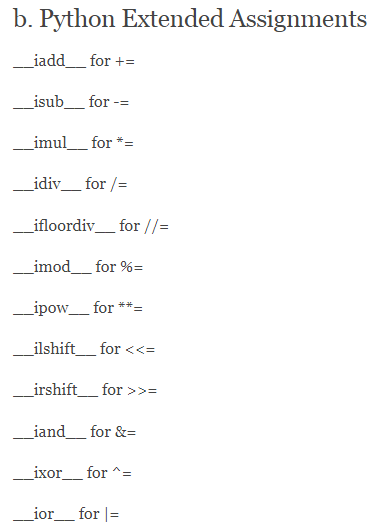 b. Python Extended Assignments
__iadd__ for +=
__isub__ for -=
__imul__ for *=
__idiv__ for /=
__ifloordiv__ for //=
__imod__ for %=
__ipow__ for **=
__ilshift__ for <<=
__irshift__ for >>=
__iand__ for &=
__ixor__ for ^=
__ior__ for |=